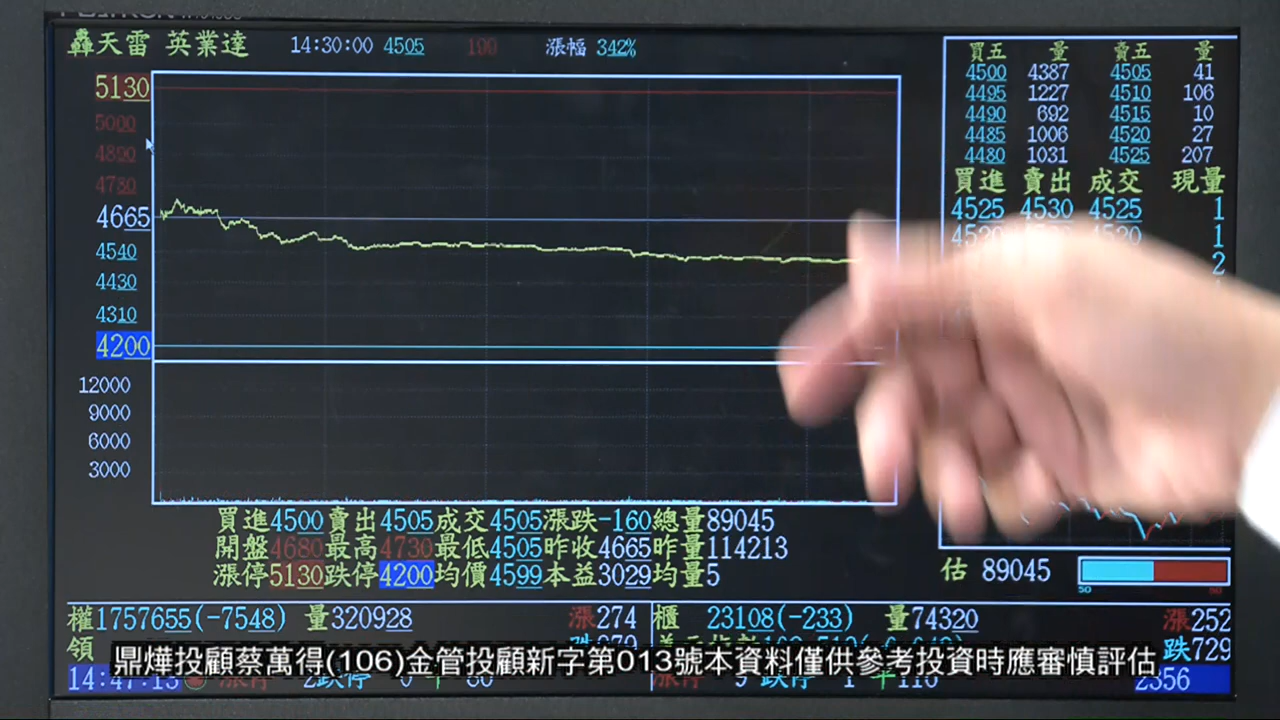 轟天雷 英業達 14:30:00 4505 190 漲幅 342%
5130
5000
4890
4780
4665
4540
4430
4310
4200
12000
9000
6000
3000
買五 量 賣五 量
4500 4387 4505 41
4495 1227 4510 106
4490 692 4515 10
4485 1006 4520 27
4480 1031 4525 207
買進 賣出 成交 現量
4525 4530 4525 1
4520 4520 1
2
買進4500賣出4505成交4505漲跌-160總量89045
開盤4680最高4730最低4505昨收4665昨量114213
漲停5130跌停4200均價4599本益3029均量5
估 89045
50 50
權1757655(-7548) 量320928 漲274
櫃 23108(-233) 量74320 漲252
領
跌729
鼎燁投顧蔡萬得(106)金管投顧新字第013號本資料僅供參考投資時應審慎評估
14:47:13
2356